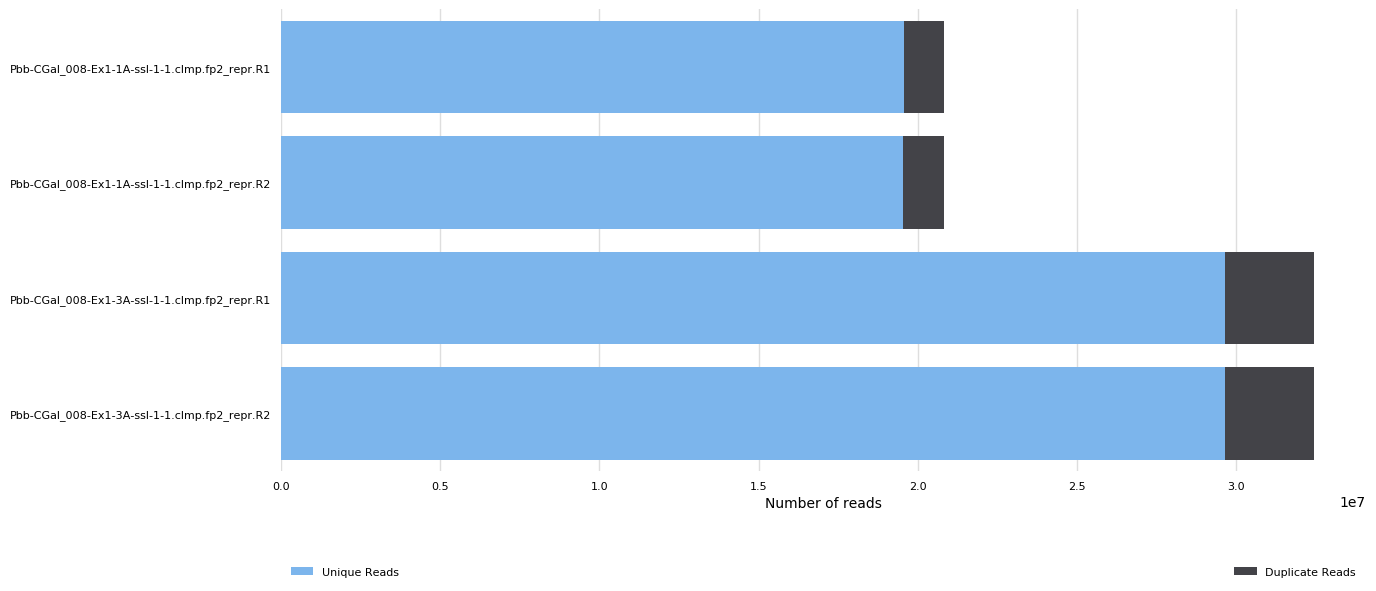 Pbb-CGal_008-Ex1-1A-ssl-1-1.clmp.fp2_repr.R1
Pbb-CGal_008-Ex1-1A-ssl-1-1.clmp.fp2_repr.R2
Pbb-CGal_008-Ex1-3A-ssl-1-1.clmp.fp2_repr.R1
Pbb-CGal_008-Ex1-3A-ssl-1-1.clmp.fp2_repr.R2
0.0 0.5 1.0 1.5 2.0 2.5 3.0
Number of reads 1e7
Unique Reads Duplicate Reads